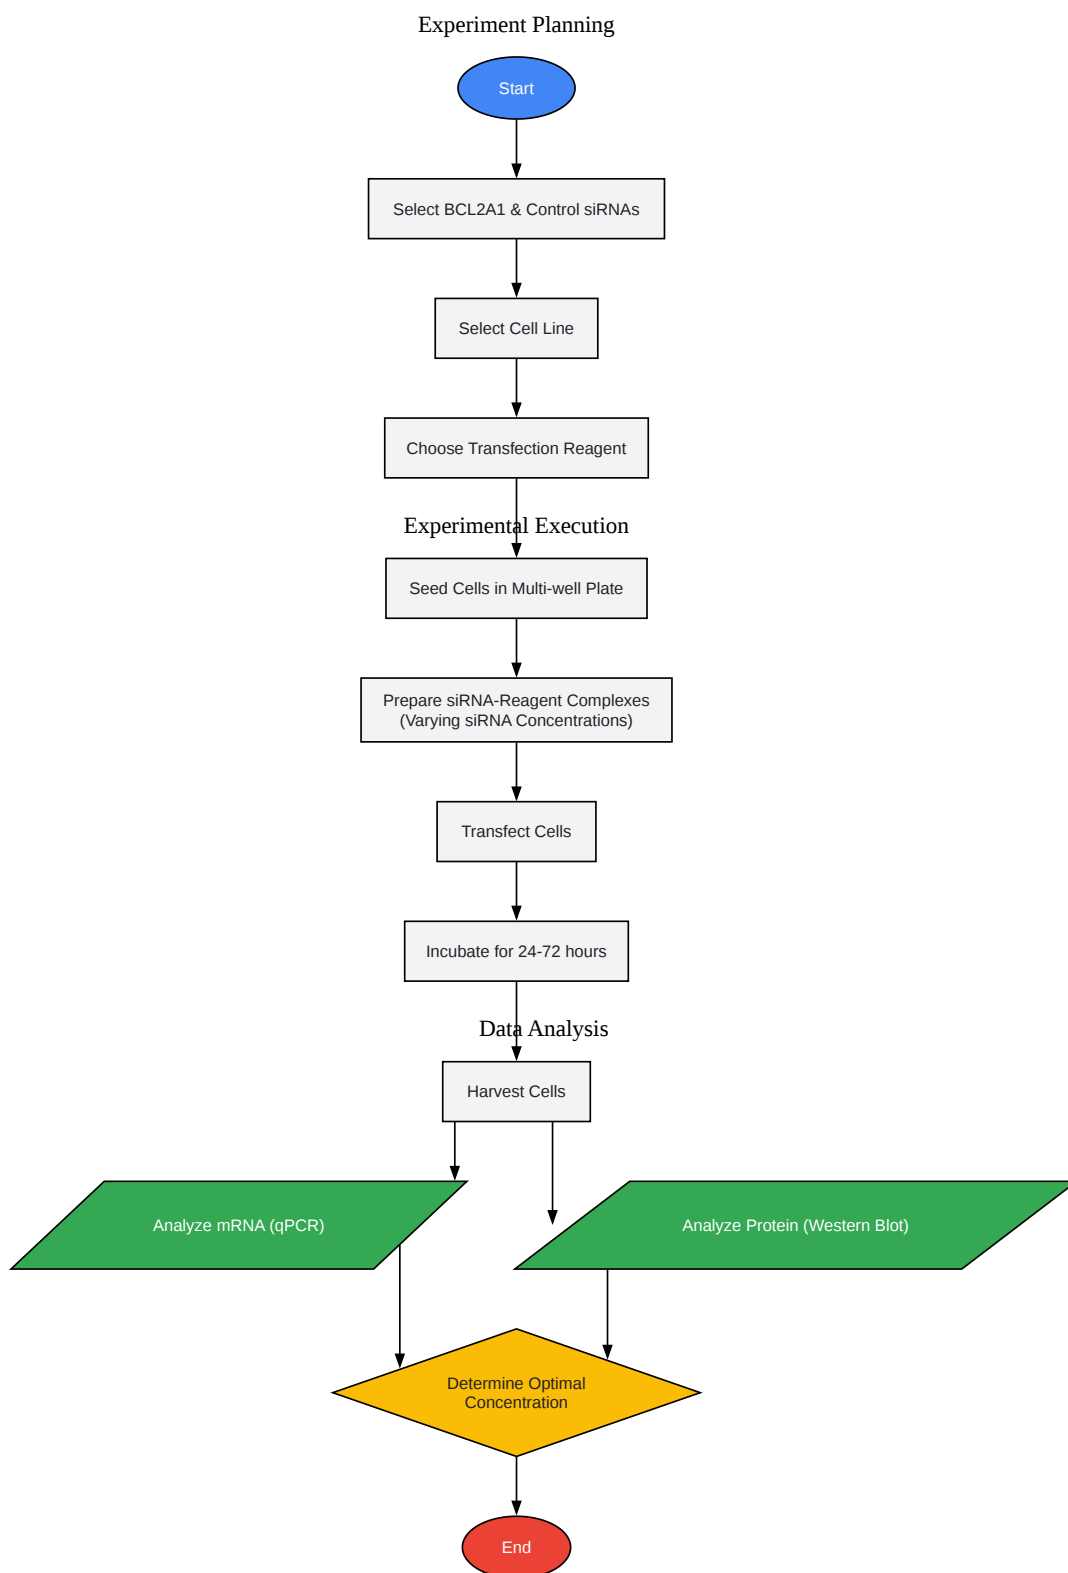 Experiment Planning
Start
Select BCL2A1 & Control siRNAs
Select Cell Line
Choose Transfection Reagent
Experimental Execution
Seed Cells in Multi-well Plate
Prepare siRNA-Reagent Complexes
(Varying siRNA Concentrations)
Transfect Cells
Incubate for 24-72 hours
Data Analysis
Harvest Cells
Analyze mRNA (qPCR)
Analyze Protein (Western Blot)
Determine Optimal
Concentration
End